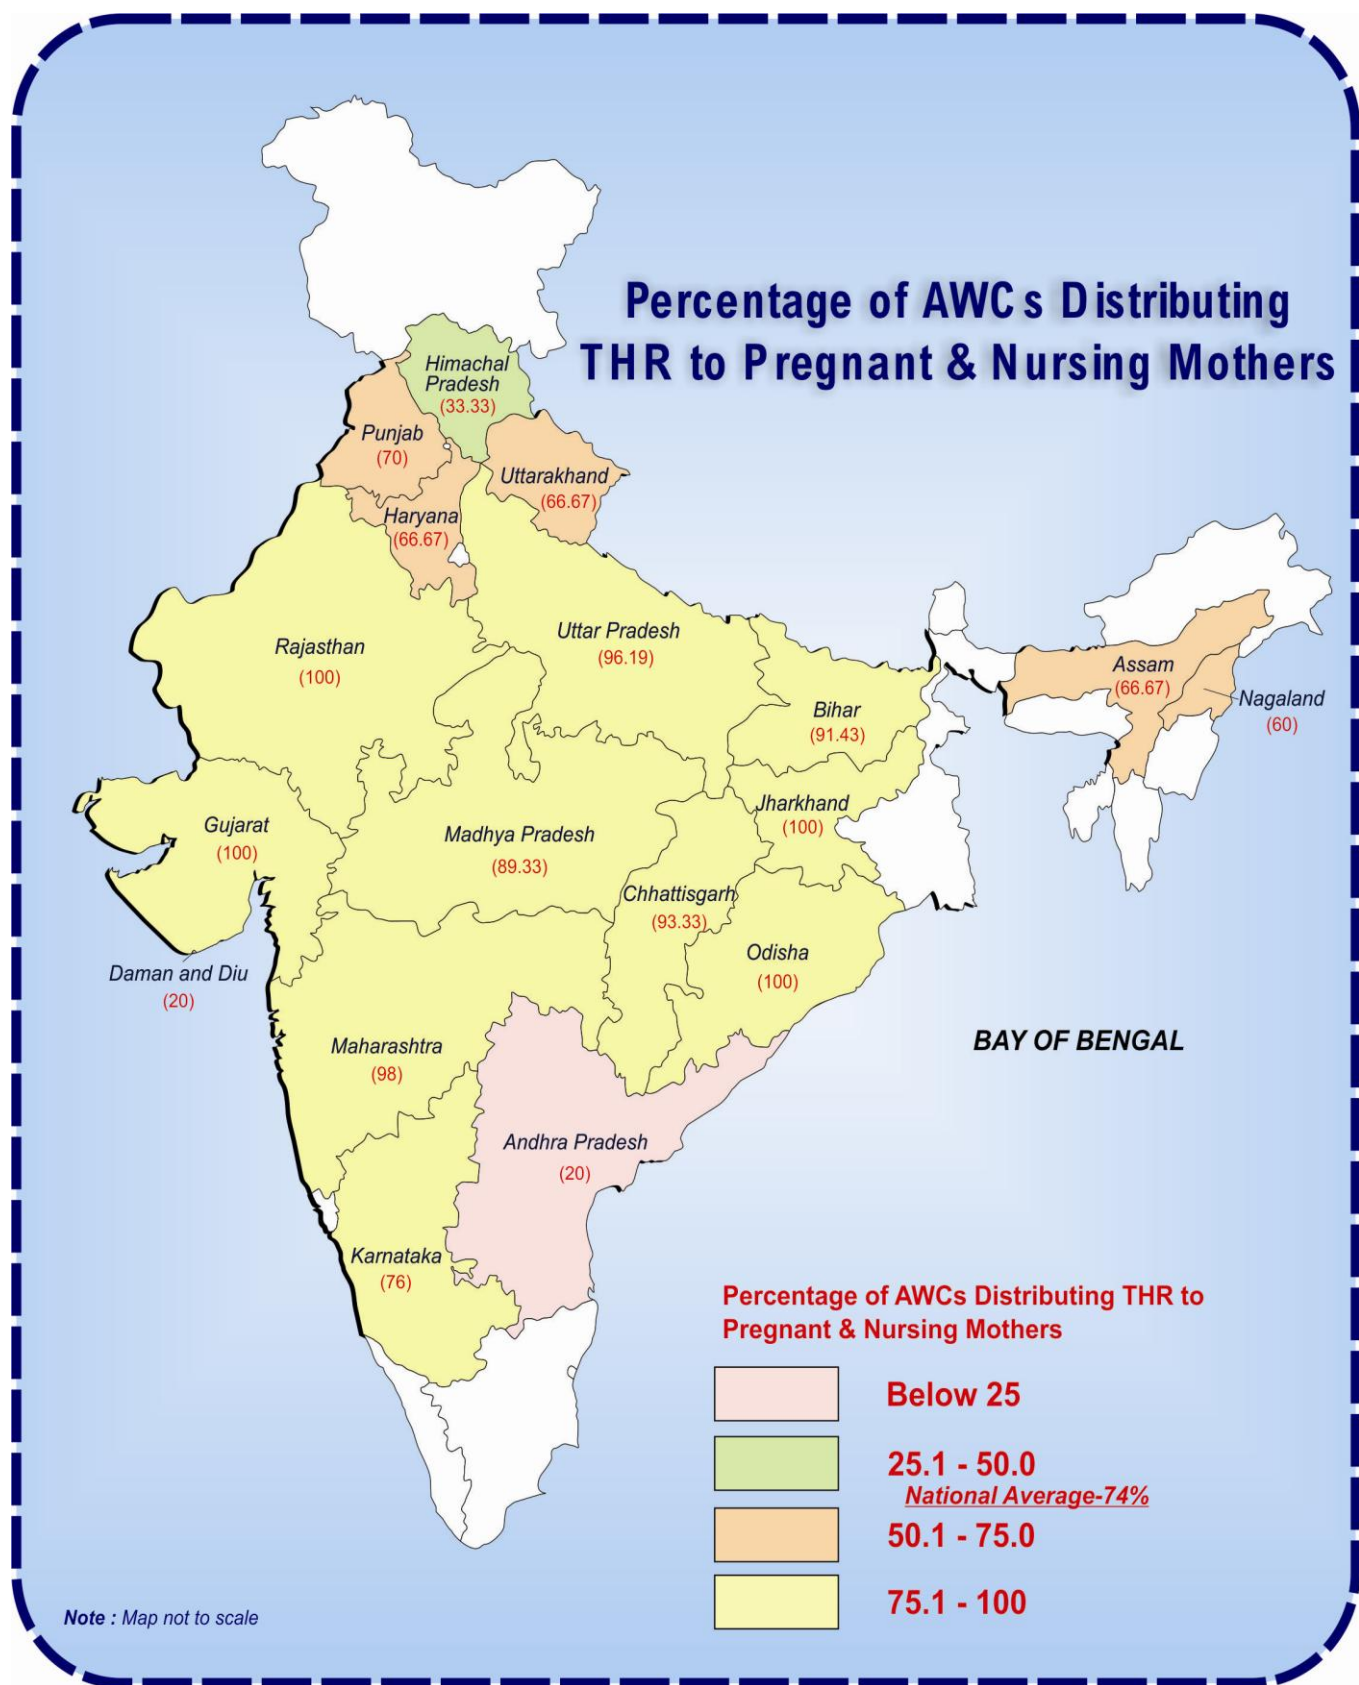 Percentage of AWCs Distributing
THR to Pregnant & Nursing Mothers
Himachal
Pradesh
(33.33)
Punjab
(70)
Uttarakhand
(66.67)
Haryana
(66.67)
Rajasthan
(100)
Uttar Pradesh
(96.19)
Bihar
(91.43)
Assam
(66.67)
Nagaland
(60)
Jharkhand
(100)
Gujarat
(100)
Madhya Pradesh
(89.33)
Chhattisgarh
(93.33)
Odisha
(100)
Daman and Diu
(20)
Maharashtra
(98)
BAY OF BENGAL
Andhra Pradesh
(20)
Karnataka
(76)
Percentage of AWCs Distributing THR to
Pregnant & Nursing Mothers
Below 25
25.1 - 50.0
National Average-74%
50.1 - 75.0
75.1 - 100
Note : Map not to scale